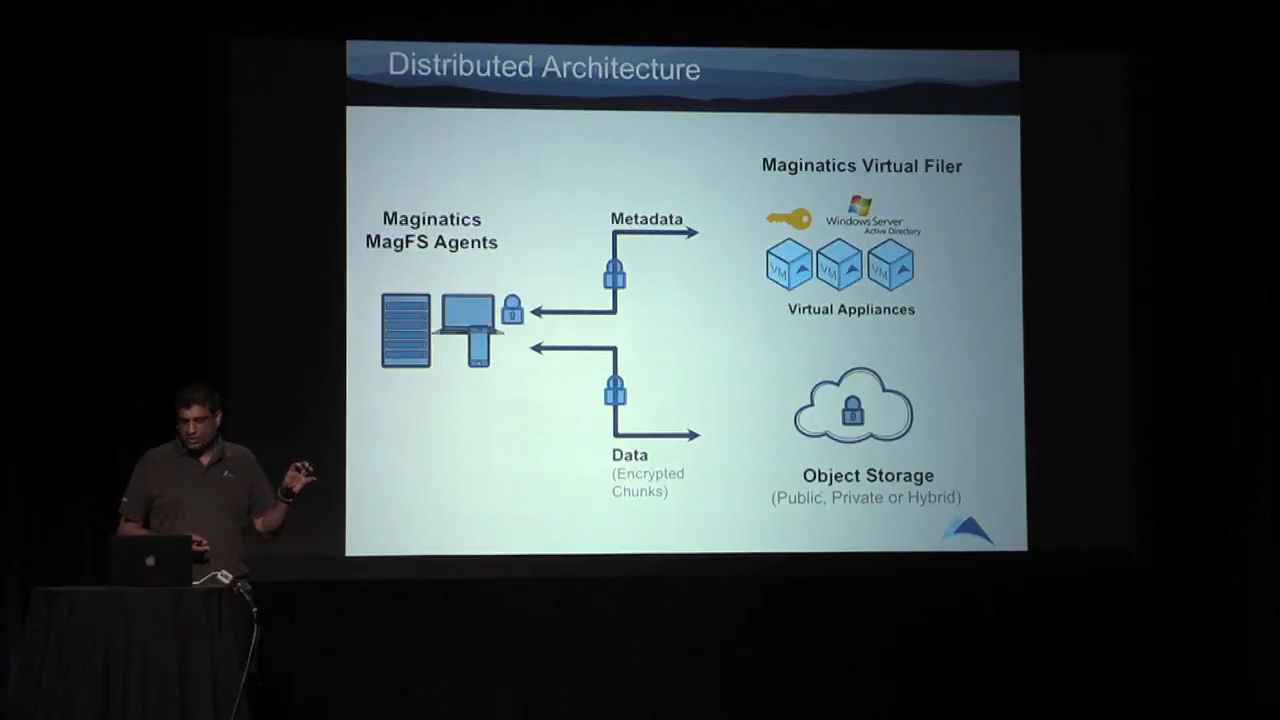 Distributed Architecture
Maginatics
MagFS Agents
Metadata
Data
(Encrypted
Chunks)
Maginatics Virtual Filer
Windows Server
Active Directory
VM VM VM
Virtual Appliances
Object Storage
(Public, Private or Hybrid)